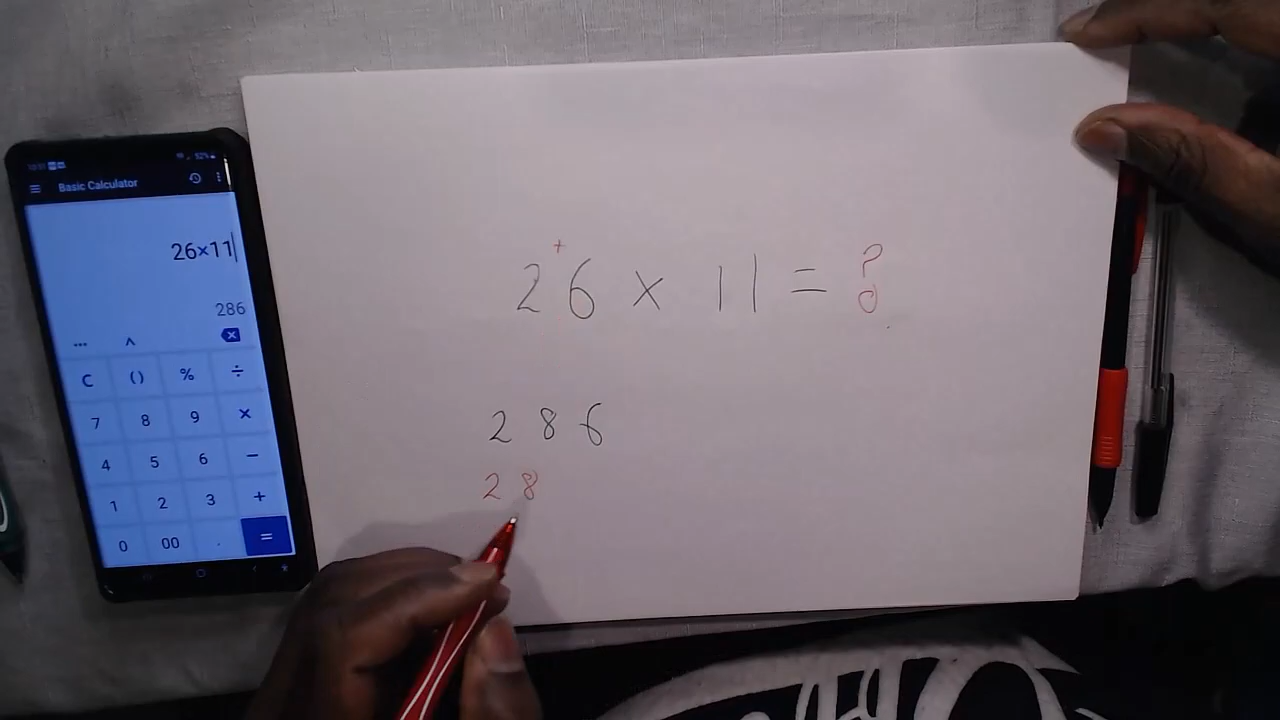 Basic Calculator
26×11
286
C () % ÷
7 8 9 ×
4 5 6 −
1 2 3 +
0 00 . =
+
26 × 11 = ?
286
28